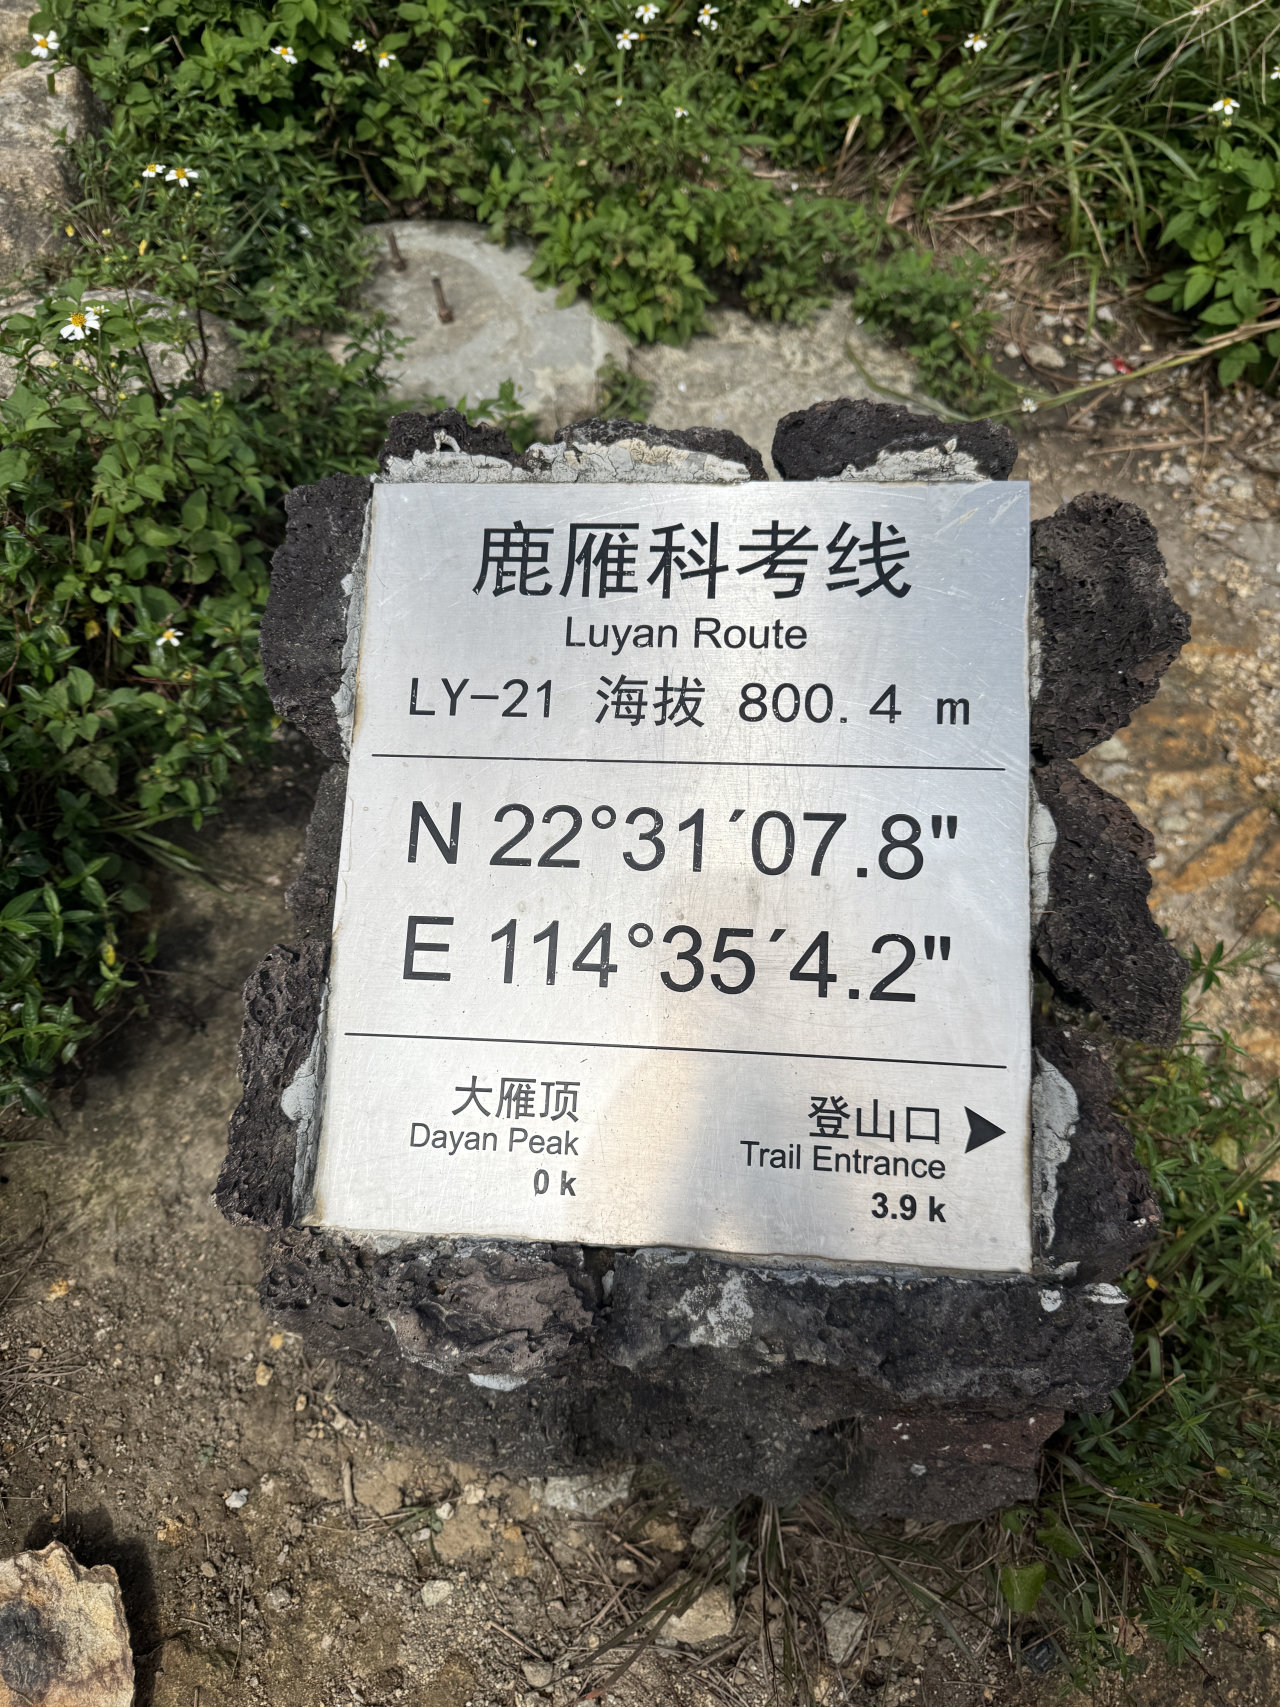 鹿雁科考线
Luyan Route
LY-21 海拔 800.4 m
N 22°31′07.8"
E 114°35′4.2"
大雁顶
Dayan Peak
0 k
登山口
Trail Entrance
3.9 k